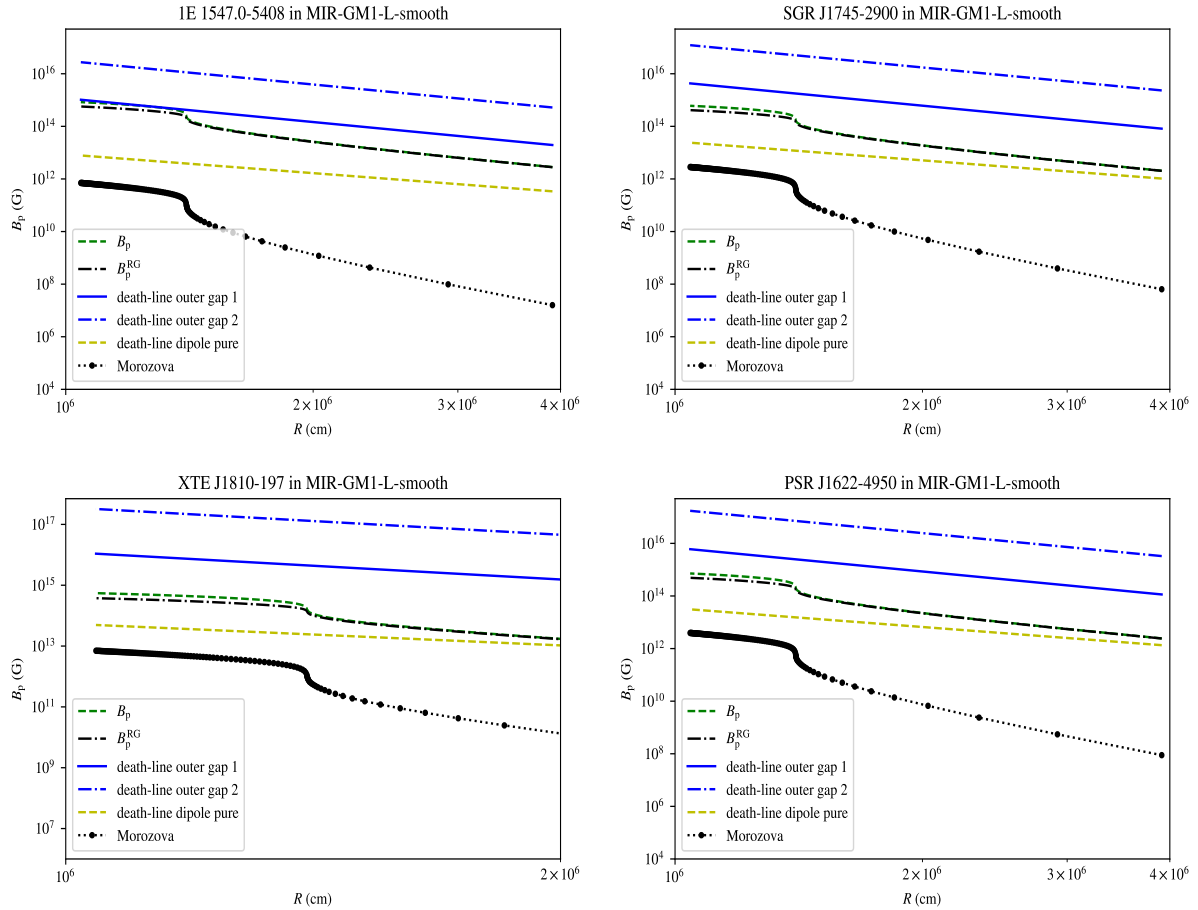 1E 1547.0-5408 in MIR-GM1-L-smooth
10^16
10^14
10^12
10^10
10^8
10^6
10^4
B_p (G)
B_p
B_p^RG
death-line outer gap 1
death-line outer gap 2
death-line dipole pure
Morozova
10^6 2×10^6 3×10^6 4×10^6
R (cm)
SGR J1745-2900 in MIR-GM1-L-smooth
10^16
10^14
10^12
10^10
10^8
10^6
10^4
B_p (G)
B_p
B_p^RG
death-line outer gap 1
death-line outer gap 2
death-line dipole pure
Morozova
10^6 2×10^6 3×10^6 4×10^6
R (cm)
XTE J1810-197 in MIR-GM1-L-smooth
10^17
10^15
10^13
10^11
10^9
10^7
B_p (G)
B_p
B_p^RG
death-line outer gap 1
death-line outer gap 2
death-line dipole pure
Morozova
10^6 2×10^6
R (cm)
PSR J1622-4950 in MIR-GM1-L-smooth
10^16
10^14
10^12
10^10
10^8
10^6
10^4
B_p (G)
B_p
B_p^RG
death-line outer gap 1
death-line outer gap 2
death-line dipole pure
Morozova
10^6 2×10^6 3×10^6 4×10^6
R (cm)